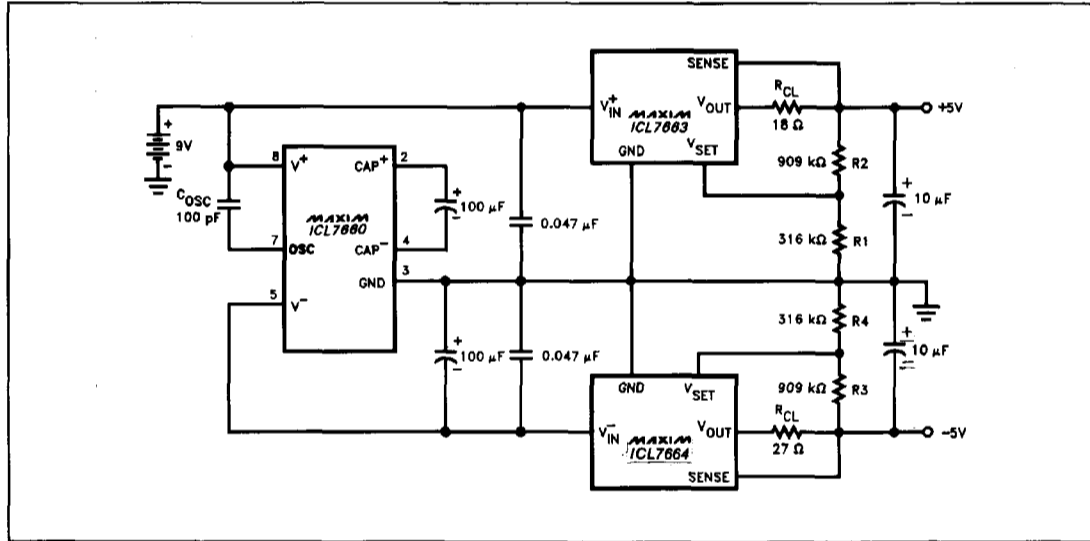 SENSE
R_CL
V_IN^+
MAXIM
ICL7663
V_OUT
18 Ω
+5V
GND
V_SET
909 kΩ
R2
+
9V
-
8
V^+
CAP^+
2
C_OSC
100 pF
MAXIM
ICL7660
+
100 μF
-
0.047 μF
+
10 μF
-
7
OSC
CAP^-
4
316 kΩ
R1
GND
3
5
V^-
+
100 μF
-
0.047 μF
316 kΩ
R4
+
10 μF
-
GND
V_SET
909 kΩ
R3
V_IN^-
MAXIM
ICL7664
V_OUT
R_CL
27 Ω
-5V
SENSE